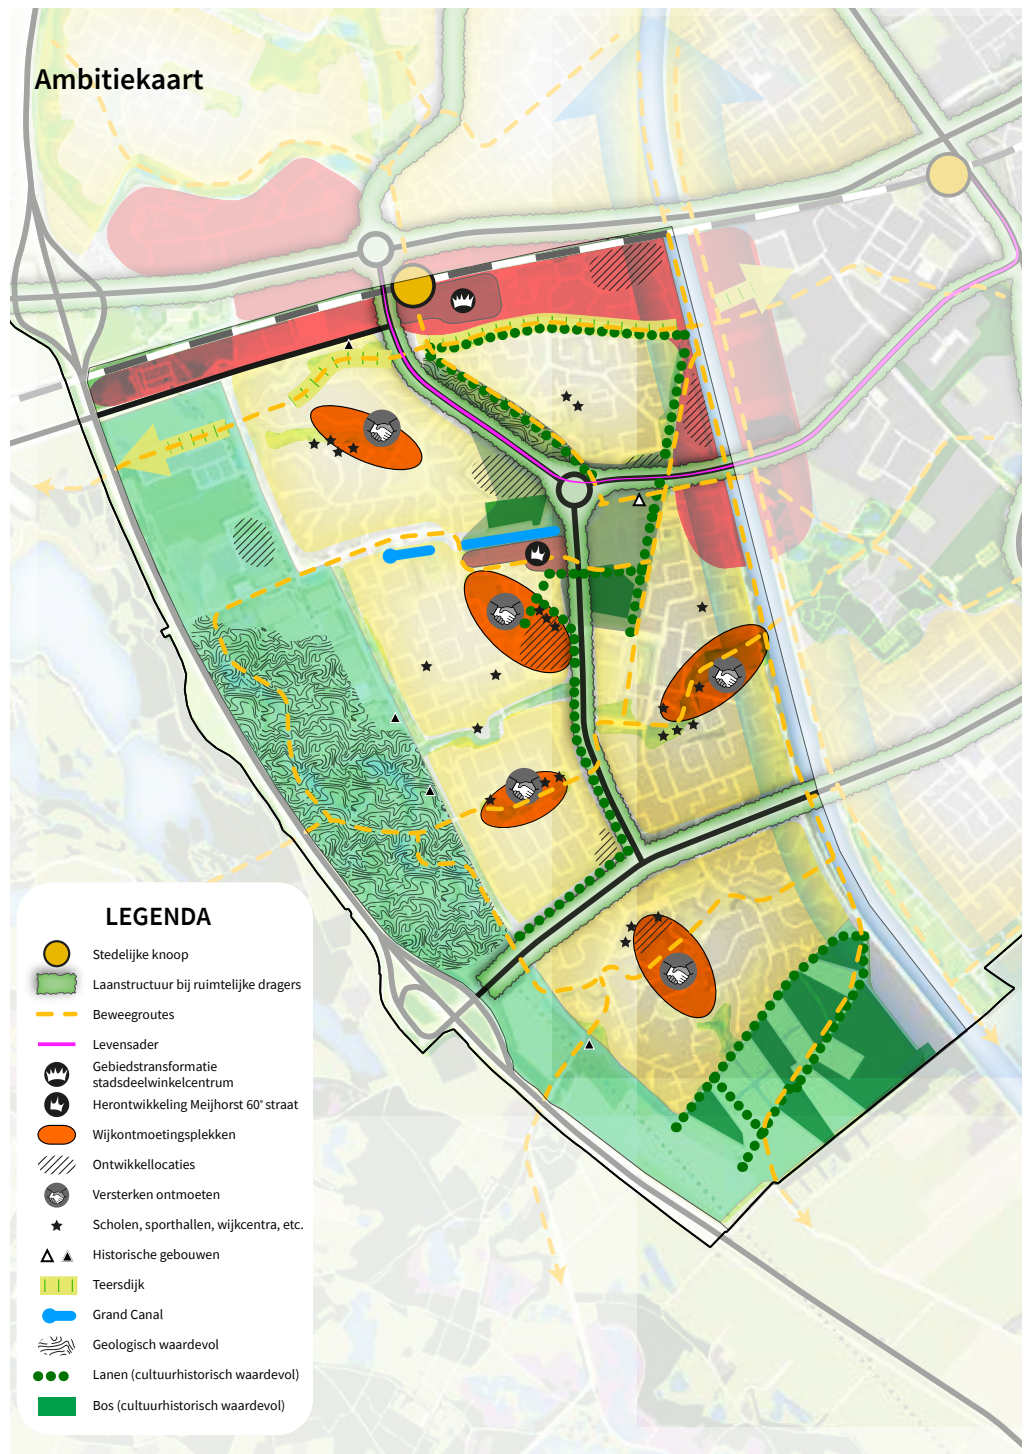 Ambitiekaart
LEGENDA
Stedelijke knoop
Laanstructuur bij ruimtelijke dragers
Beweegroutes
Levensader
Gebiedstransformatie
stadsdeelwinkelcentrum
Herontwikkeling Meijhorst 60e straat
Wijkontmoetingsplekken
Ontwikkellocaties
Versterken ontmoeten
Scholen, sporthallen, wijkcentra, etc.
Historische gebouwen
Teersdijk
Grand Canal
Geologisch waardevol
Lanen (cultuurhistorisch waardevol)
Bos (cultuurhistorisch waardevol)